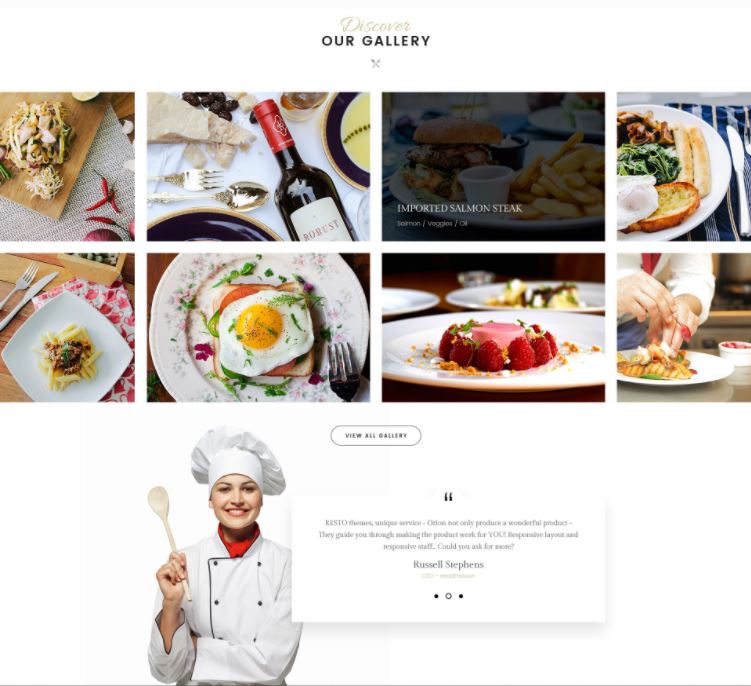 Discover
OUR GALLERY
ROBUST
IMPORTED SALMON STEAK
Salmon / Veggies / Oil
VIEW ALL GALLERY
“
RESTO themes, unique service - Orion not only produce a wonderful product -
They guide you through making the product work for YOU! Responsive layout and
responsive staff... Could you ask for more?
Russell Stephens
CEO - HeadPission